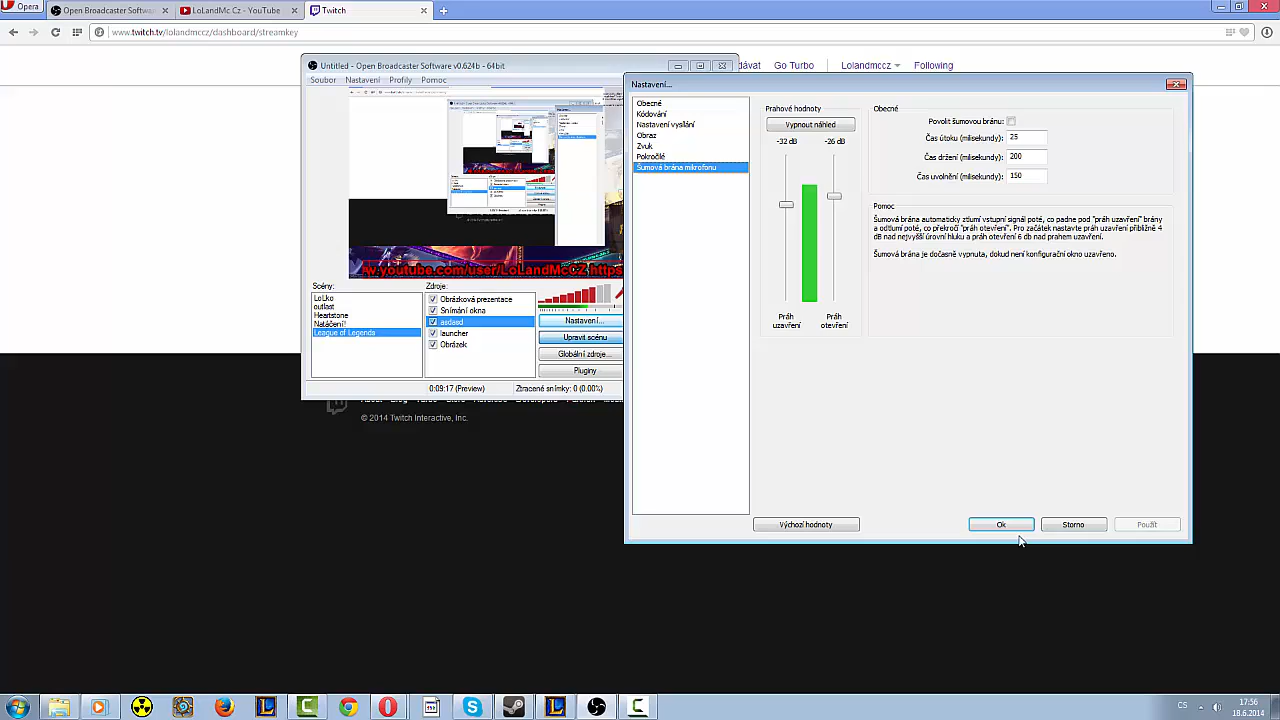 Opera
Open Broadcaster Softwa
LoLandMc Cz - YouTube
Twitch
www.twitch.tv/lolandmccz/dashboard/streamkey
dávat
Go Turbo
Lolandmccz
Following
Untitled - Open Broadcaster Software v0.624b - 64bit
Soubor
Nastavení
Profily
Pomoc
w.youtube.com/user/LoLandMcCZ https
Scény:
LoLko
outlast
Hearstone
Natáčení!
League of Legends
Zdroje:
Obrázková prezentace
Snímání okna
asdasd
launcher
Obrázek
Nastavení...
Upravit scénu
Globální zdroje...
Pluginy
0:09:17 (Preview)
Ztracené snímky: 0 (0.00%)
Nastavení...
Obecné
Kódování
Nastavení vysílání
Obraz
Zvuk
Pokročilé
Šumová brána mikrofonu
Prahové hodnoty
Vypnout náhled
-32 dB
-26 dB
Práh uzavření
Práh otevření
Obecné
Povolit šumovou bránu:
(milisekundy): 25
Čas držení (milisekundy): 200
(milisekundy): 150
Pomoc
Šumová brána automaticky ztlumí vstupní signál poté, co padne pod "práh uzavření" brány
a odtlumí poté, co překročí "práh otevření". Pro začátek nastavte práh uzavření přibližně 4
dB nad nejvyšší úrovní hluku a práh otevření 6 dB nad prahem uzavření.
Šumová brána je dočasně vypnuta, dokud není konfigurační okno uzavřeno.
Výchozí hodnoty
Ok
Storno
Použít
© 2014 Twitch Interactive, Inc.
CS
17:56
18.6.2014